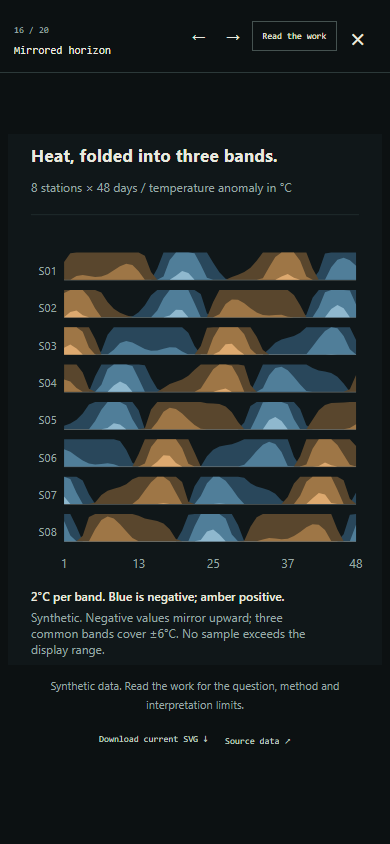 16 / 20
Mirrored horizon
← → Read the work ×
Heat, folded into three bands.
8 stations × 48 days / temperature anomaly in °C
S01
S02
S03
S04
S05
S06
S07
S08
1 13 25 37 48
2°C per band. Blue is negative; amber positive.
Synthetic. Negative values mirror upward; three
common bands cover ±6°C. No sample exceeds the
display range.
Synthetic data. Read the work for the question, method and
interpretation limits.
Download current SVG ↓ Source data ↗